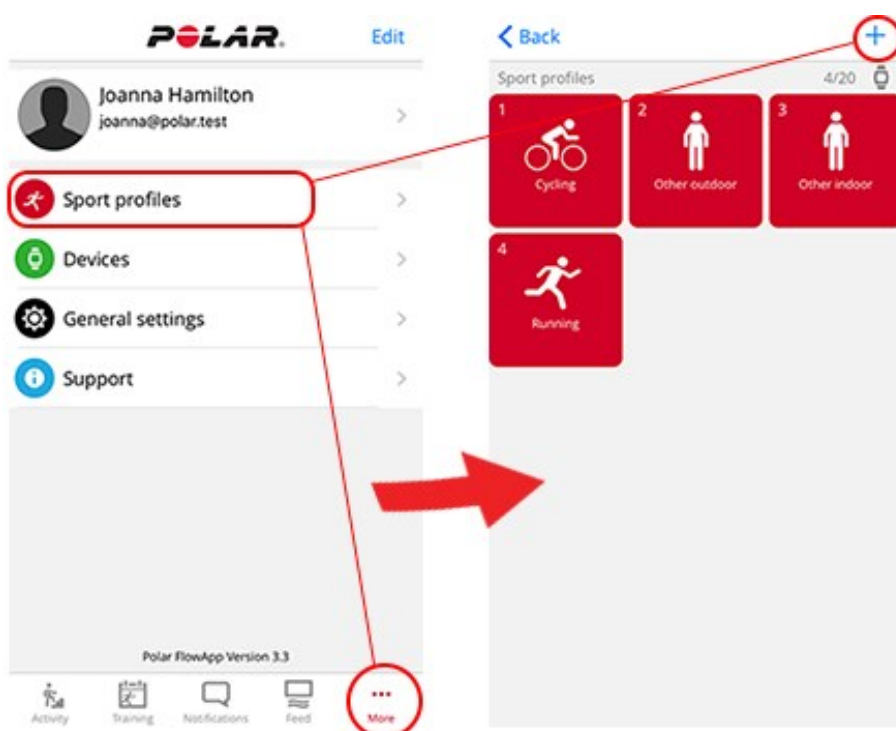 POLAR.
Edit
Joanna Hamilton
joanna@polar.test
Sport profiles
Devices
General settings
Support
Polar FlowApp Version 3.3
Activity
Training
Notifications
Feed
More
Back
Sport profiles
4/20
1
Cycling
2
Other outdoor
3
Other indoor
4
Running